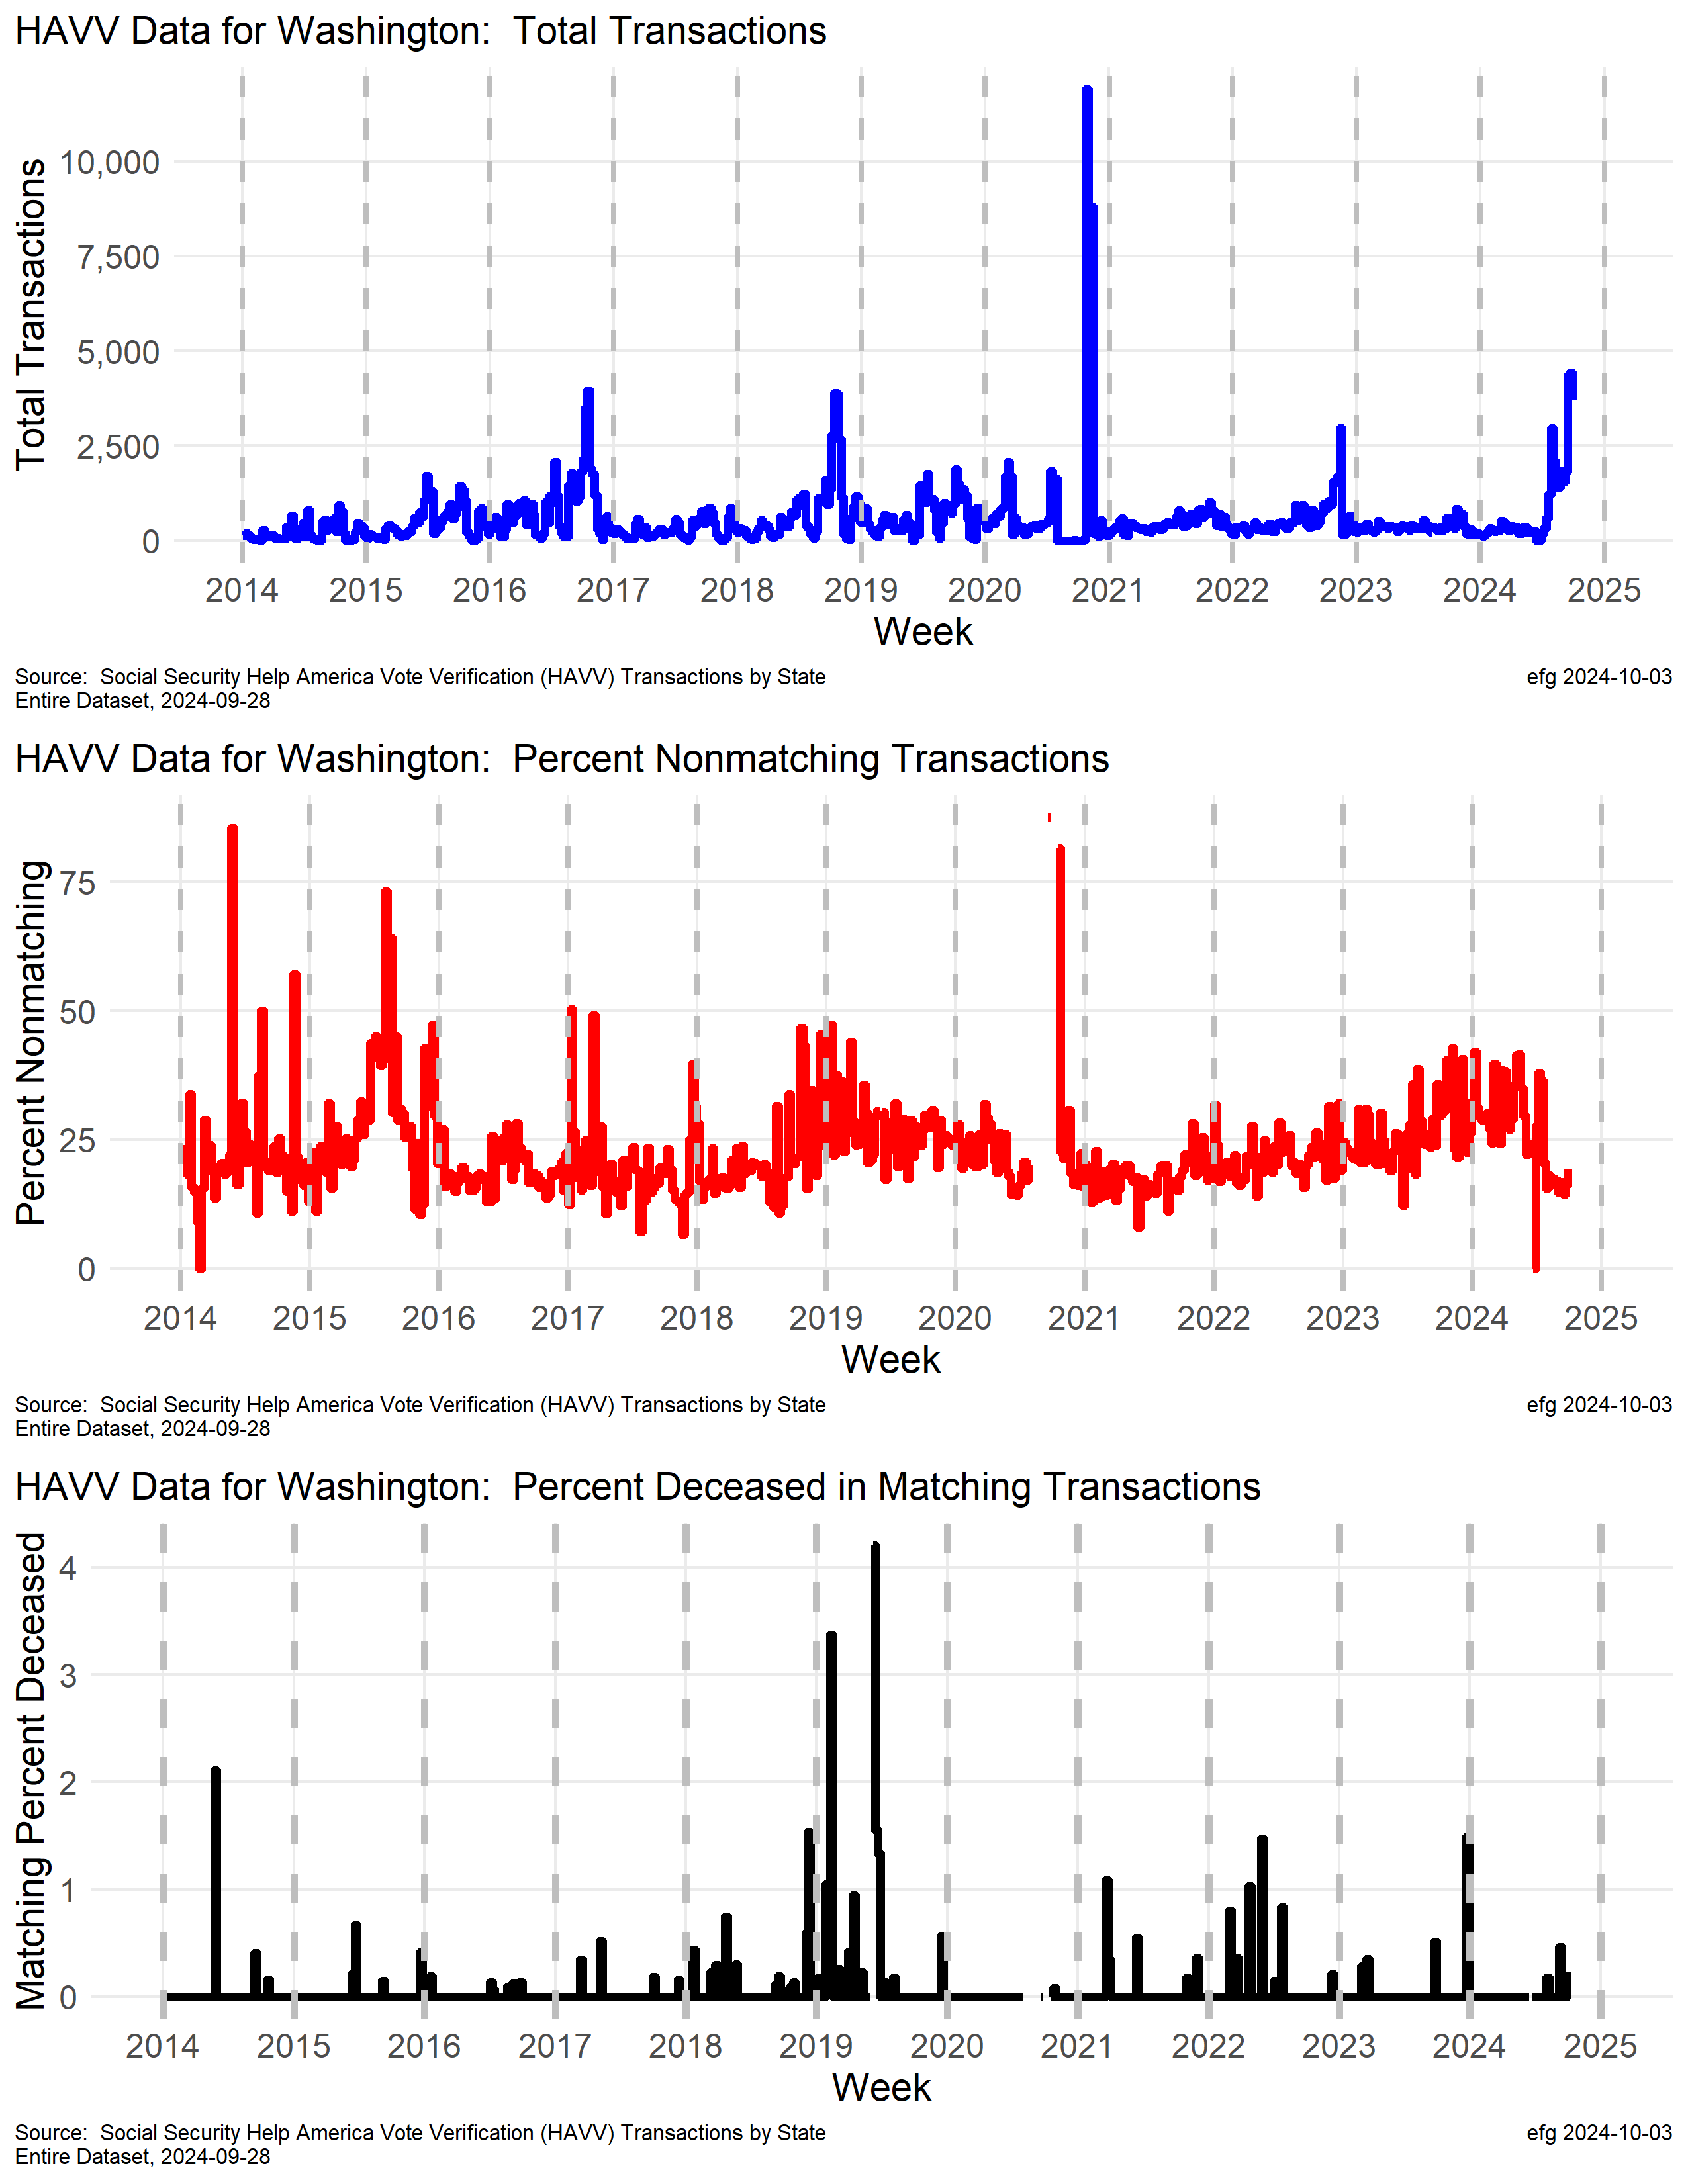 HAVV Data for Washington:  Total Transactions
Total Transactions
10,000
7,500
5,000
2,500
0
2014 2015 2016 2017 2018 2019 2020 2021 2022 2023 2024 2025
Week
Source:  Social Security Help America Vote Verification (HAVV) Transactions by State efg 2024-10-03
Entire Dataset, 2024-09-28
HAVV Data for Washington:  Percent Nonmatching Transactions
Percent Nonmatching
75
50
25
0
2014 2015 2016 2017 2018 2019 2020 2021 2022 2023 2024 2025
Week
Source:  Social Security Help America Vote Verification (HAVV) Transactions by State efg 2024-10-03
Entire Dataset, 2024-09-28
HAVV Data for Washington:  Percent Deceased in Matching Transactions
Matching Percent Deceased
4
3
2
1
0
2014 2015 2016 2017 2018 2019 2020 2021 2022 2023 2024 2025
Week
Source:  Social Security Help America Vote Verification (HAVV) Transactions by State efg 2024-10-03
Entire Dataset, 2024-09-28